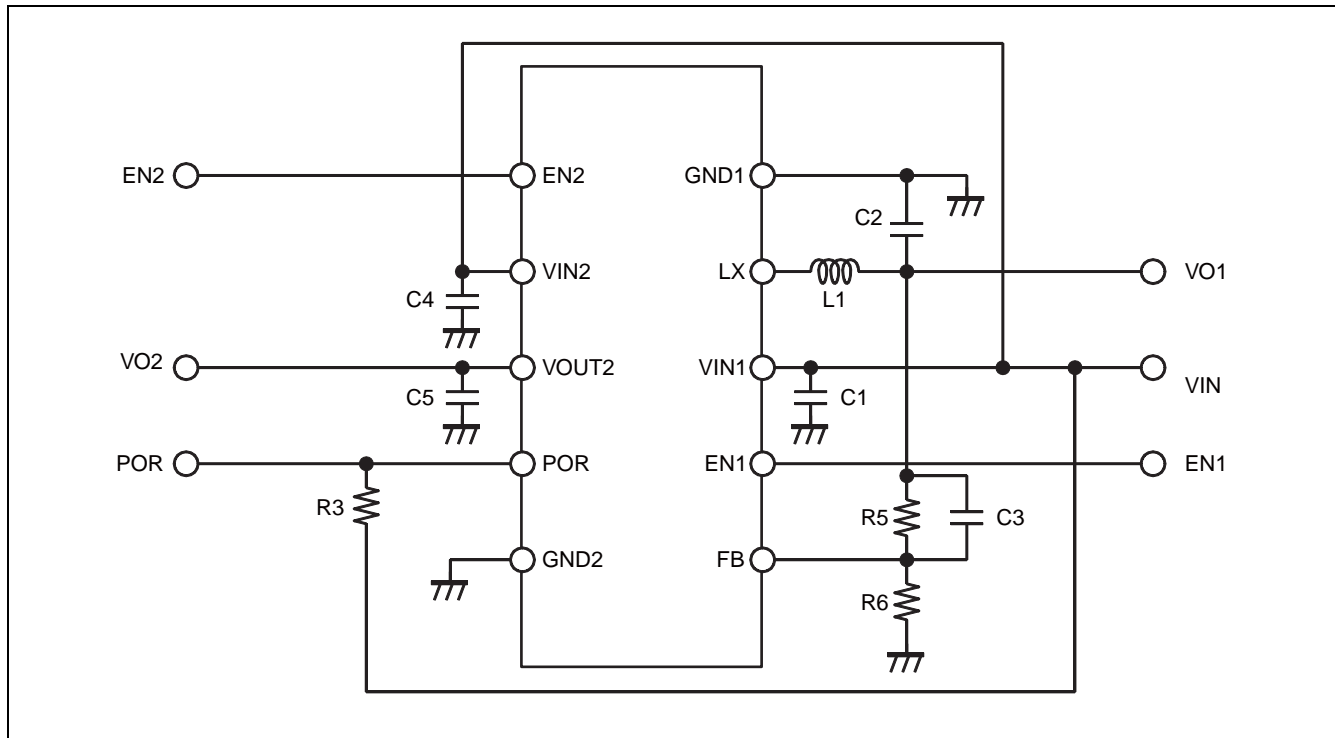 EN2 EN2 GND1
C2
VIN2 LX VO1
C4 L1
VO2 VOUT2 VIN1 VIN
C5 C1
POR POR EN1 EN1
R3 R5 C3
GND2 FB
R6